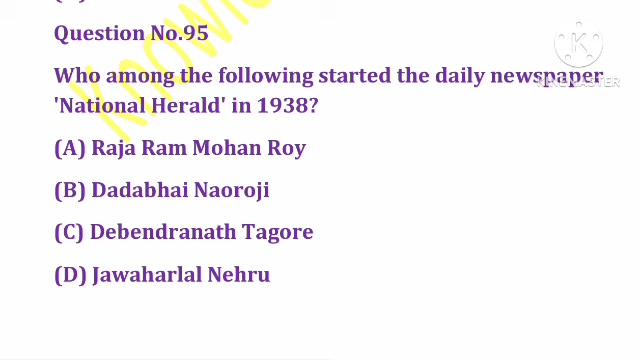 Question No.95
Who among the following started the daily newspaper
'National Herald' in 1938?
(A) Raja Ram Mohan Roy
(B) Dadabhai Naoroji
(C) Debendranath Tagore
(D) Jawaharlal Nehru